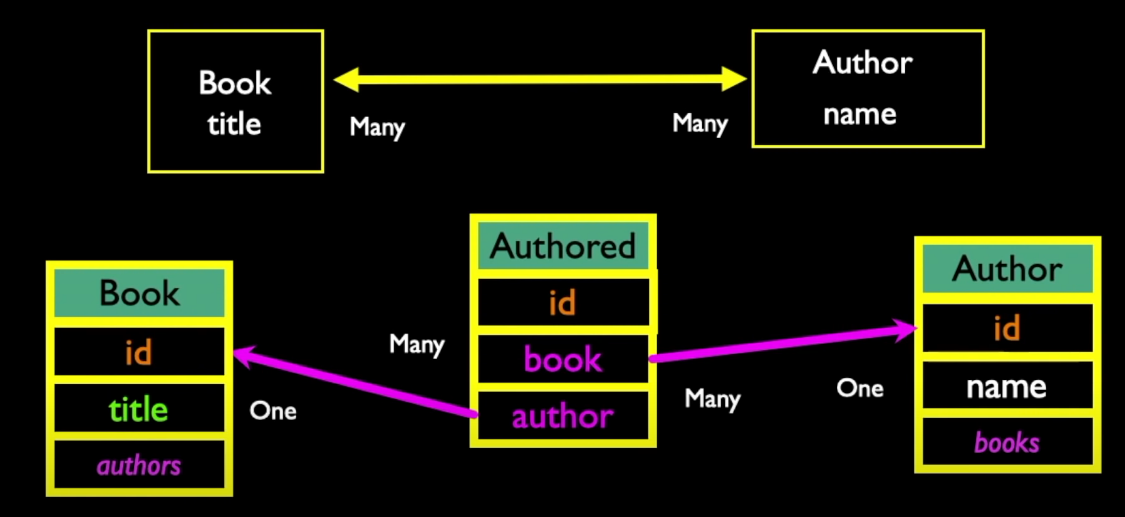 Book
title
Many
Many
Author
name
Book
id
title
authors
One
Many
Authored
id
book
author
Many
One
Author
id
name
books